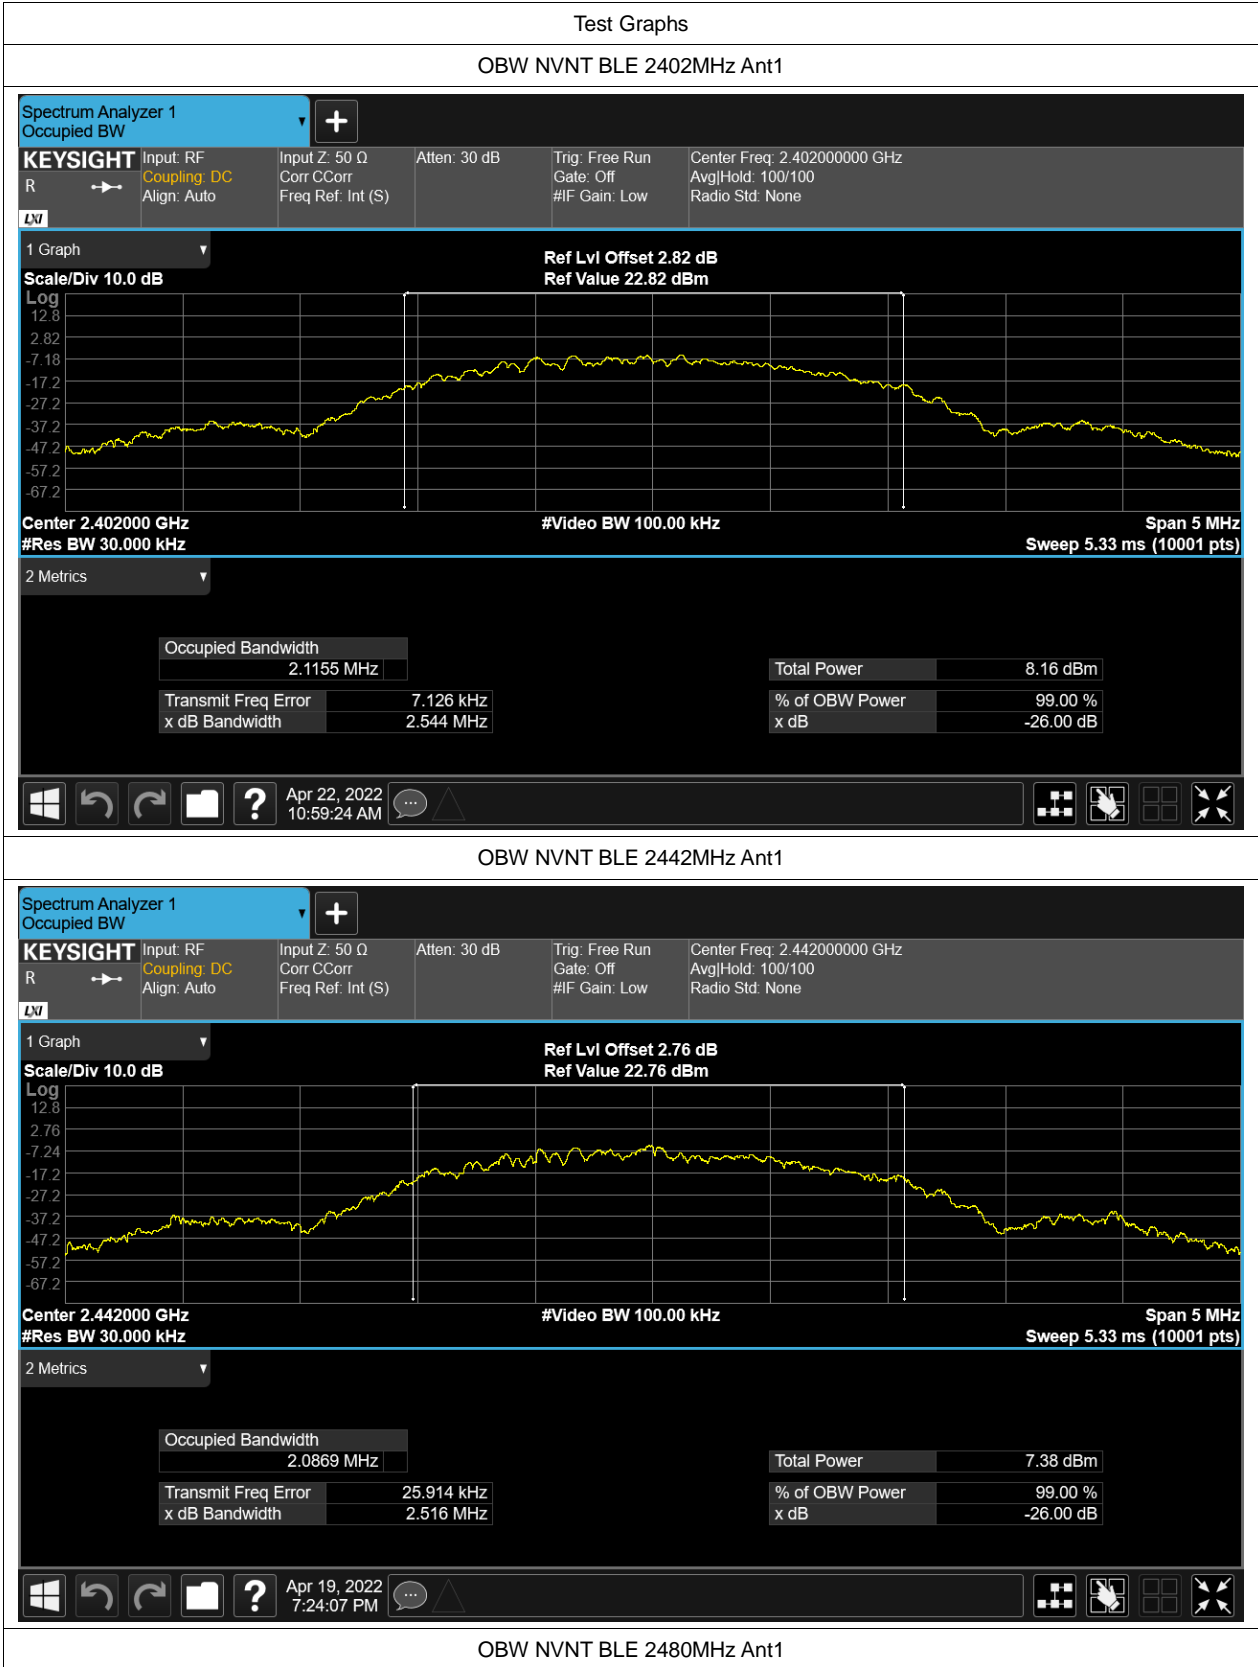 Test Graphs
OBW NVNT BLE 2402MHz Ant1
Spectrum Analyzer 1
Occupied BW
KEYSIGHT Input: RF Input Z: 50 Ω Atten: 30 dB Trig: Free Run Center Freq: 2.402000000 GHz
R Coupling: DC Corr CCorr Gate: Off Avg|Hold: 100/100
Align: Auto Freq Ref: Int (S) #IF Gain: Low Radio Std: None
LXI
1 Graph
Ref Lvl Offset 2.82 dB
Scale/Div 10.0 dB Ref Value 22.82 dBm
Log
12.8
2.82
-7.18
-17.2
-27.2
-37.2
-47.2
-57.2
-67.2
Center 2.402000 GHz #Video BW 100.00 kHz Span 5 MHz
#Res BW 30.000 kHz Sweep 5.33 ms (10001 pts)
2 Metrics
Occupied Bandwidth
2.1155 MHz Total Power 8.16 dBm
Transmit Freq Error 7.126 kHz % of OBW Power 99.00 %
x dB Bandwidth 2.544 MHz x dB -26.00 dB
Apr 22, 2022
10:59:24 AM
OBW NVNT BLE 2442MHz Ant1
Spectrum Analyzer 1
Occupied BW
KEYSIGHT Input: RF Input Z: 50 Ω Atten: 30 dB Trig: Free Run Center Freq: 2.442000000 GHz
R Coupling: DC Corr CCorr Gate: Off Avg|Hold: 100/100
Align: Auto Freq Ref: Int (S) #IF Gain: Low Radio Std: None
LXI
1 Graph
Ref Lvl Offset 2.76 dB
Scale/Div 10.0 dB Ref Value 22.76 dBm
Log
12.8
2.76
-7.24
-17.2
-27.2
-37.2
-47.2
-57.2
-67.2
Center 2.442000 GHz #Video BW 100.00 kHz Span 5 MHz
#Res BW 30.000 kHz Sweep 5.33 ms (10001 pts)
2 Metrics
Occupied Bandwidth
2.0869 MHz Total Power 7.38 dBm
Transmit Freq Error 25.914 kHz % of OBW Power 99.00 %
x dB Bandwidth 2.516 MHz x dB -26.00 dB
Apr 19, 2022
7:24:07 PM
OBW NVNT BLE 2480MHz Ant1